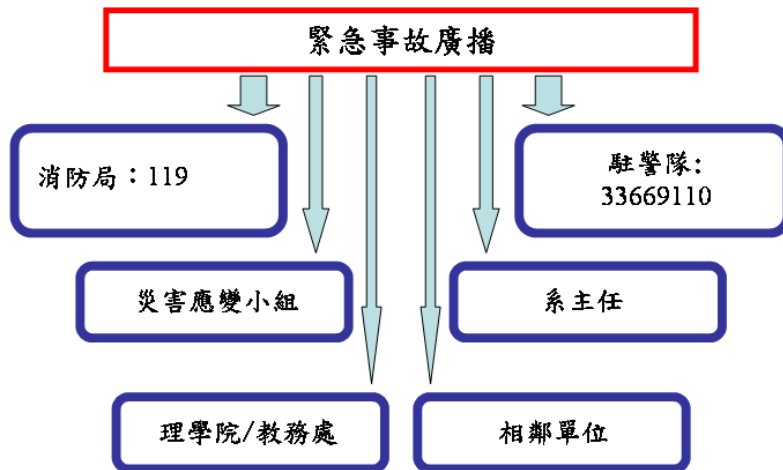 緊急事故廣播
消防局：119
駐警隊:
33669110
災害應變小組
系主任
理學院/教務處
相鄰單位